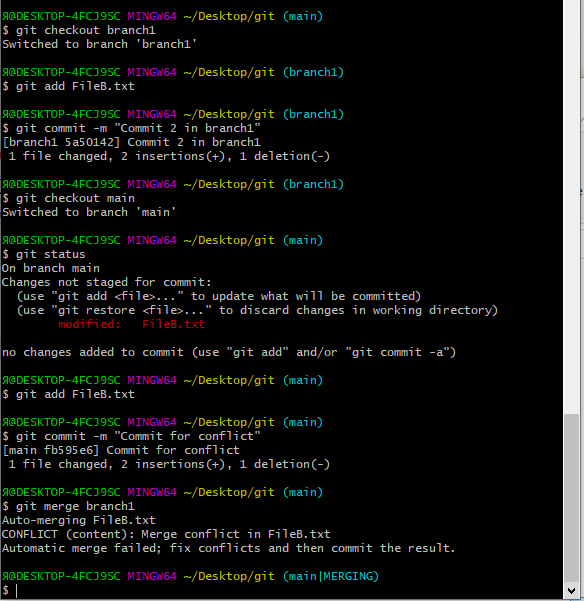 Я@DESKTOP-4FCJ9SC MINGW64 ~/Desktop/git (main)
$ git checkout branch1
Switched to branch 'branch1'
Я@DESKTOP-4FCJ9SC MINGW64 ~/Desktop/git (branch1)
$ git add FileB.txt
Я@DESKTOP-4FCJ9SC MINGW64 ~/Desktop/git (branch1)
$ git commit -m "Commit 2 in branch1"
[branch1 5a50142] Commit 2 in branch1
 1 file changed, 2 insertions(+), 1 deletion(-)
Я@DESKTOP-4FCJ9SC MINGW64 ~/Desktop/git (branch1)
$ git checkout main
Switched to branch 'main'
Я@DESKTOP-4FCJ9SC MINGW64 ~/Desktop/git (main)
$ git status
On branch main
Changes not staged for commit:
  (use "git add <file>..." to update what will be committed)
  (use "git restore <file>..." to discard changes in working directory)
        modified:   FileB.txt
no changes added to commit (use "git add" and/or "git commit -a")
Я@DESKTOP-4FCJ9SC MINGW64 ~/Desktop/git (main)
$ git add FileB.txt
Я@DESKTOP-4FCJ9SC MINGW64 ~/Desktop/git (main)
$ git commit -m "Commit for conflict"
[main fb595e6] Commit for conflict
 1 file changed, 2 insertions(+), 1 deletion(-)
Я@DESKTOP-4FCJ9SC MINGW64 ~/Desktop/git (main)
$ git merge branch1
Auto-merging FileB.txt
CONFLICT (content): Merge conflict in FileB.txt
Automatic merge failed; fix conflicts and then commit the result.
Я@DESKTOP-4FCJ9SC MINGW64 ~/Desktop/git (main|MERGING)
$